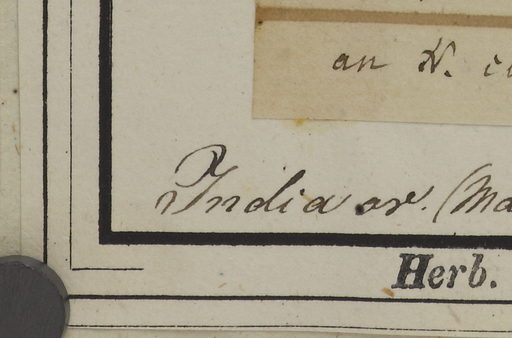 an N. c
India or. (Ma
Herb.